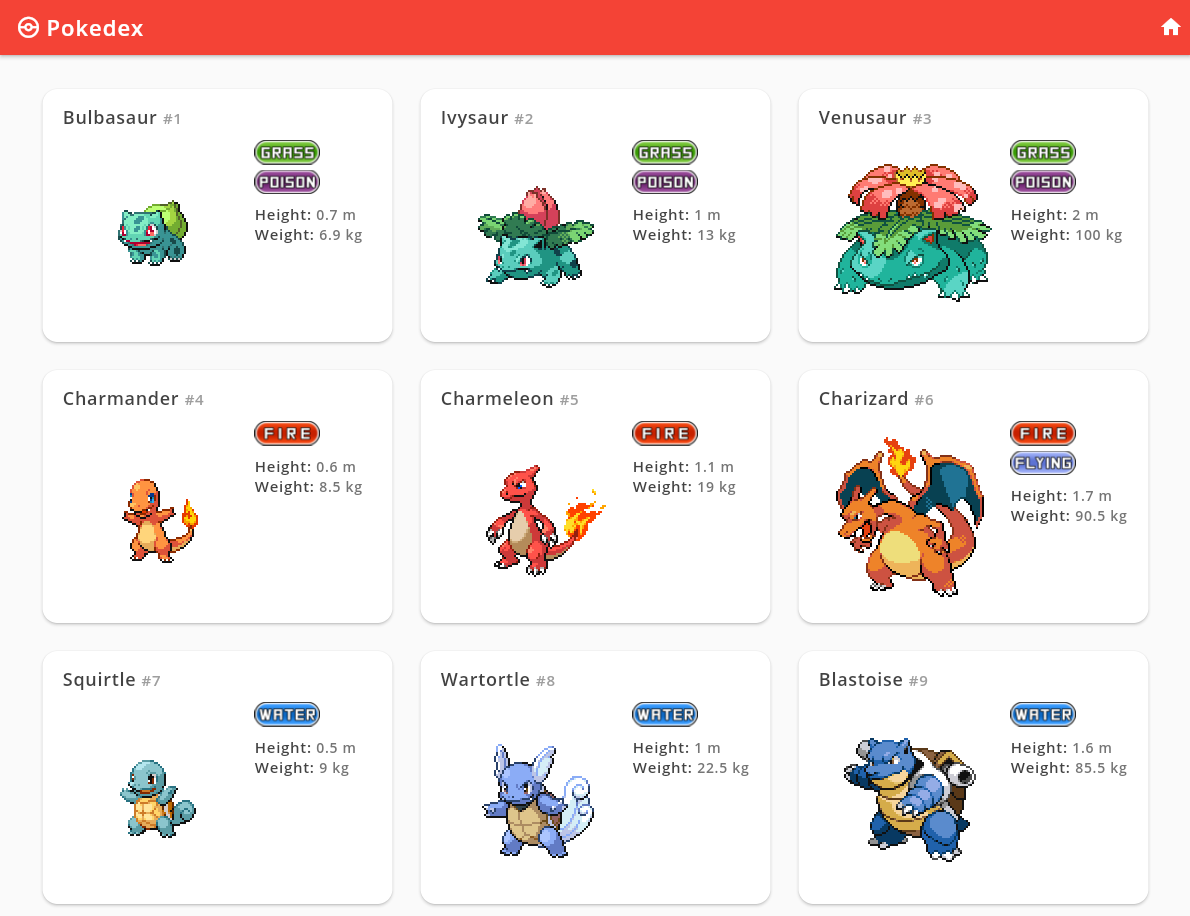 Pokedex
Bulbasaur #1
GRASS
POISON
Height: 0.7 m
Weight: 6.9 kg
Ivysaur #2
GRASS
POISON
Height: 1 m
Weight: 13 kg
Venusaur #3
GRASS
POISON
Height: 2 m
Weight: 100 kg
Charmander #4
FIRE
Height: 0.6 m
Weight: 8.5 kg
Charmeleon #5
FIRE
Height: 1.1 m
Weight: 19 kg
Charizard #6
FIRE
FLYING
Height: 1.7 m
Weight: 90.5 kg
Squirtle #7
WATER
Height: 0.5 m
Weight: 9 kg
Wartortle #8
WATER
Height: 1 m
Weight: 22.5 kg
Blastoise #9
WATER
Height: 1.6 m
Weight: 85.5 kg